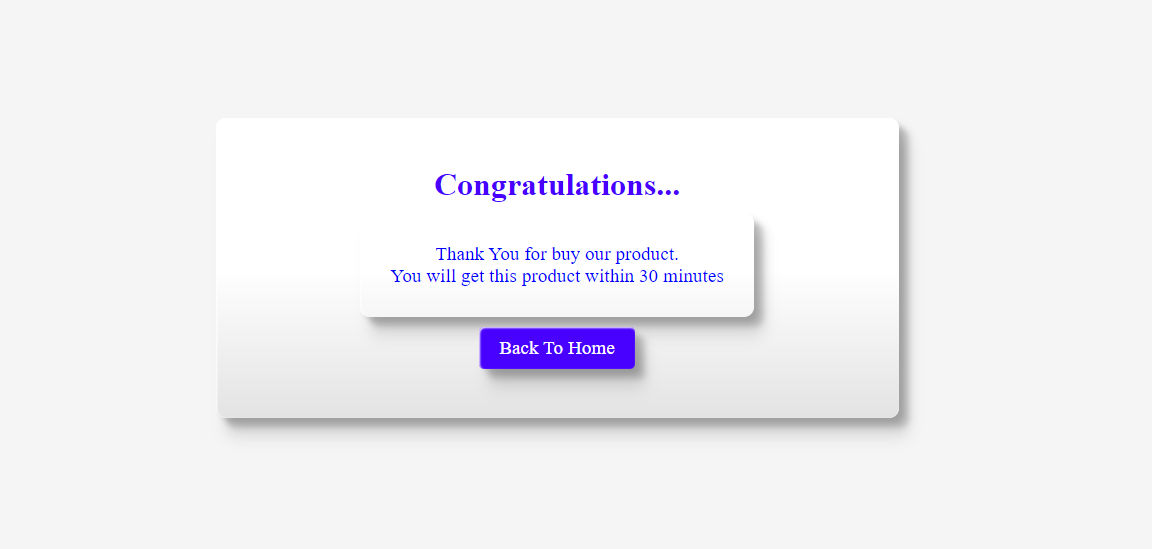 Congratulations...
Thank You for buy our product.
You will get this product within 30 minutes
Back To Home